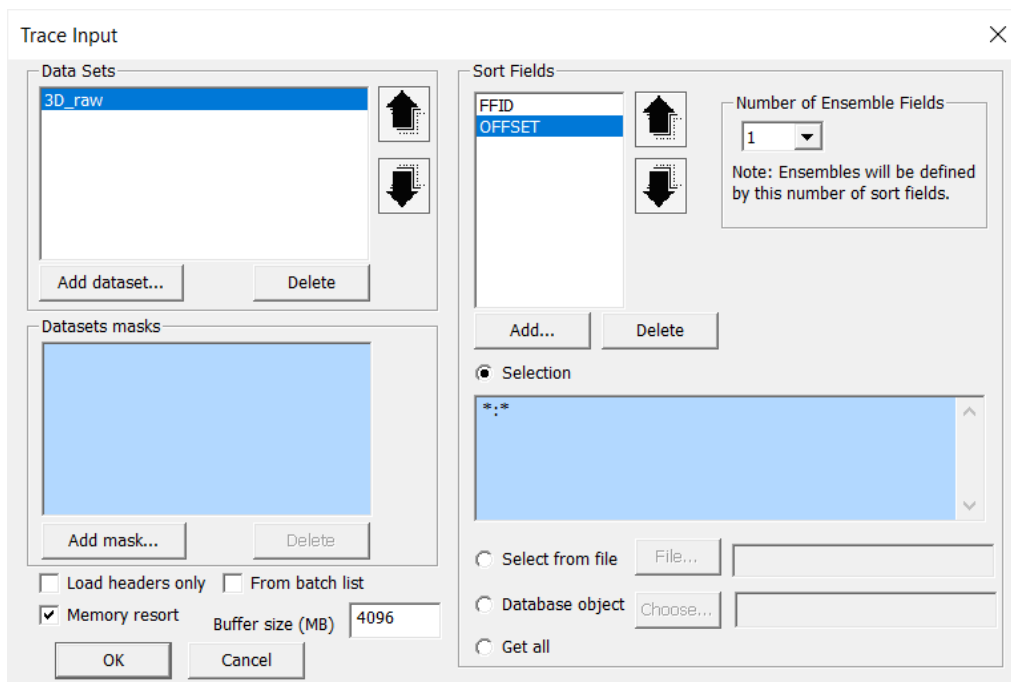 Trace Input
Data Sets
3D_raw
Add dataset...
Delete
Datasets masks
Add mask...
Delete
Load headers only
From batch list
Memory resort
Buffer size (MB)
4096
OK
Cancel
Sort Fields
FFID
OFFSET
Number of Ensemble Fields
1
Note: Ensembles will be defined
by this number of sort fields.
Add...
Delete
Selection
*:*
Select from file
File...
Database object
Choose...
Get all